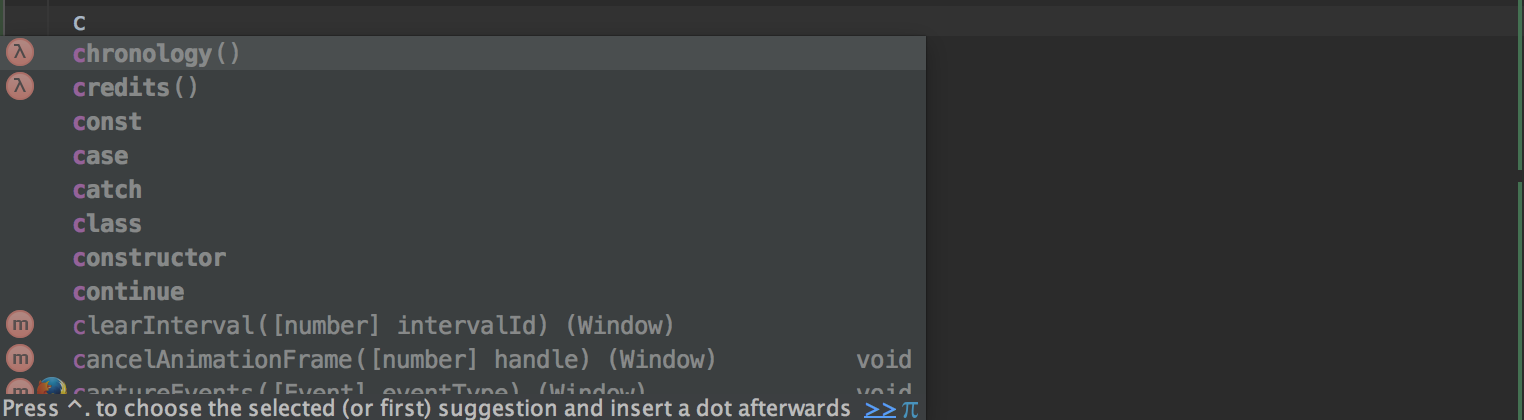 c
λ chronology()
λ credits()
const
case
catch
class
constructor
continue
m clearInterval([number] intervalId) (Window)
m cancelAnimationFrame([number] handle) (Window) void
m captureEvents([Event] eventType) (Window) void
Press ^. to choose the selected (or first) suggestion and insert a dot afterwards >> π